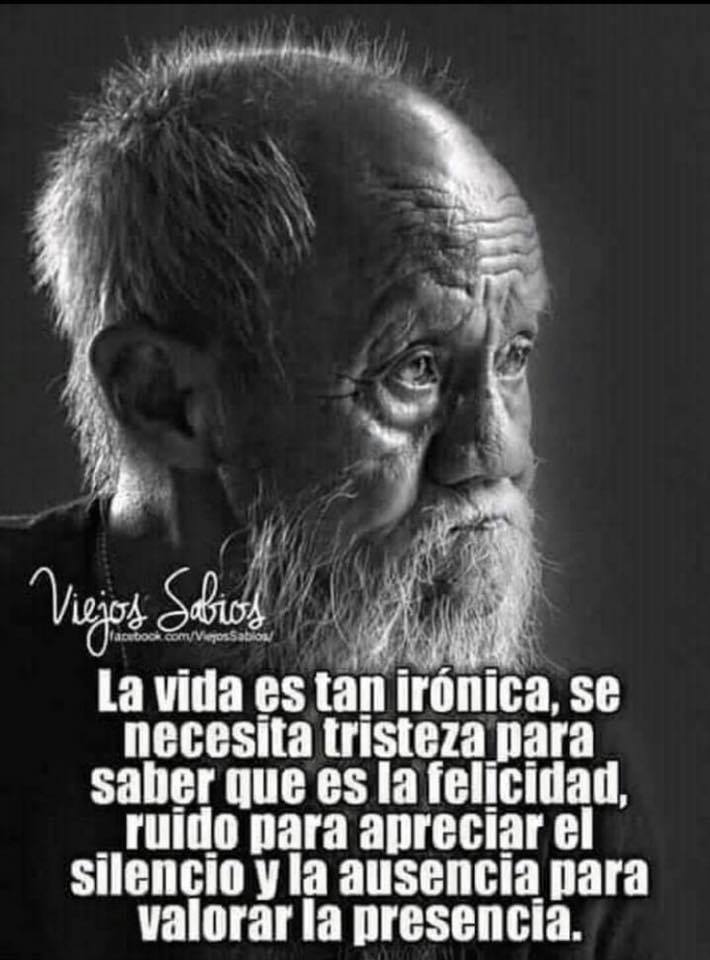 Viejos Sabios
facebook.com/ViejosSabios/
La vida es tan irónica, se
necesita tristeza para
saber que es la felicidad,
ruido para apreciar el
silencio y la ausencia para
valorar la presencia.